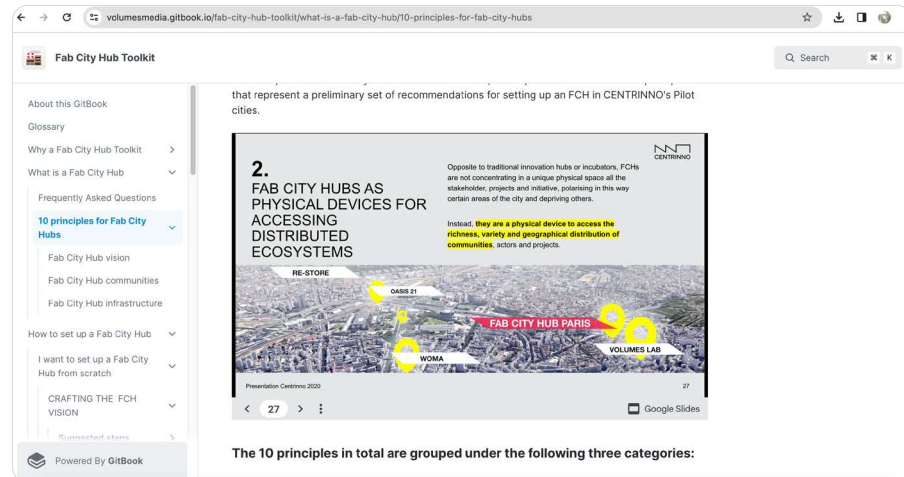 volumesmedia.gitbook.io/fab-city-hub-toolkit/what-is-a-fab-city-hub/10-principles-for-fab-city-hubs
Fab City Hub Toolkit
Search
⌘ K
About this GitBook
Glossary
Why a Fab City Hub Toolkit
What is a Fab City Hub
Frequently Asked Questions
10 principles for Fab City
Hubs
Fab City Hub vision
Fab City Hub communities
Fab City Hub infrastructure
How to set up a Fab City Hub
I want to set up a Fab City
Hub from scratch
CRAFTING THE FCH
VISION
Suggested steps
Powered By GitBook
that represent a preliminary set of recommendations for setting up an FCH in CENTRINNO's Pilot
cities.
CENTRINNO
2.
FAB CITY HUBS AS
PHYSICAL DEVICES FOR
ACCESSING
DISTRIBUTED
ECOSYSTEMS
Opposite to traditional innovation hubs or incubators, FCHs
are not concentrating in a unique physical space all the
stakeholder, projects and initiative, polarising in this way
certain areas of the city and depriving others.
Instead, they are a physical device to access the
richness, variety and geographical distribution of
communities, actors and projects.
RE-STORE
OASIS 21
FAB CITY HUB PARIS
VOLUMES LAB
WOMA
Presentation Centrinno 2020
27
27
Google Slides
The 10 principles in total are grouped under the following three categories: